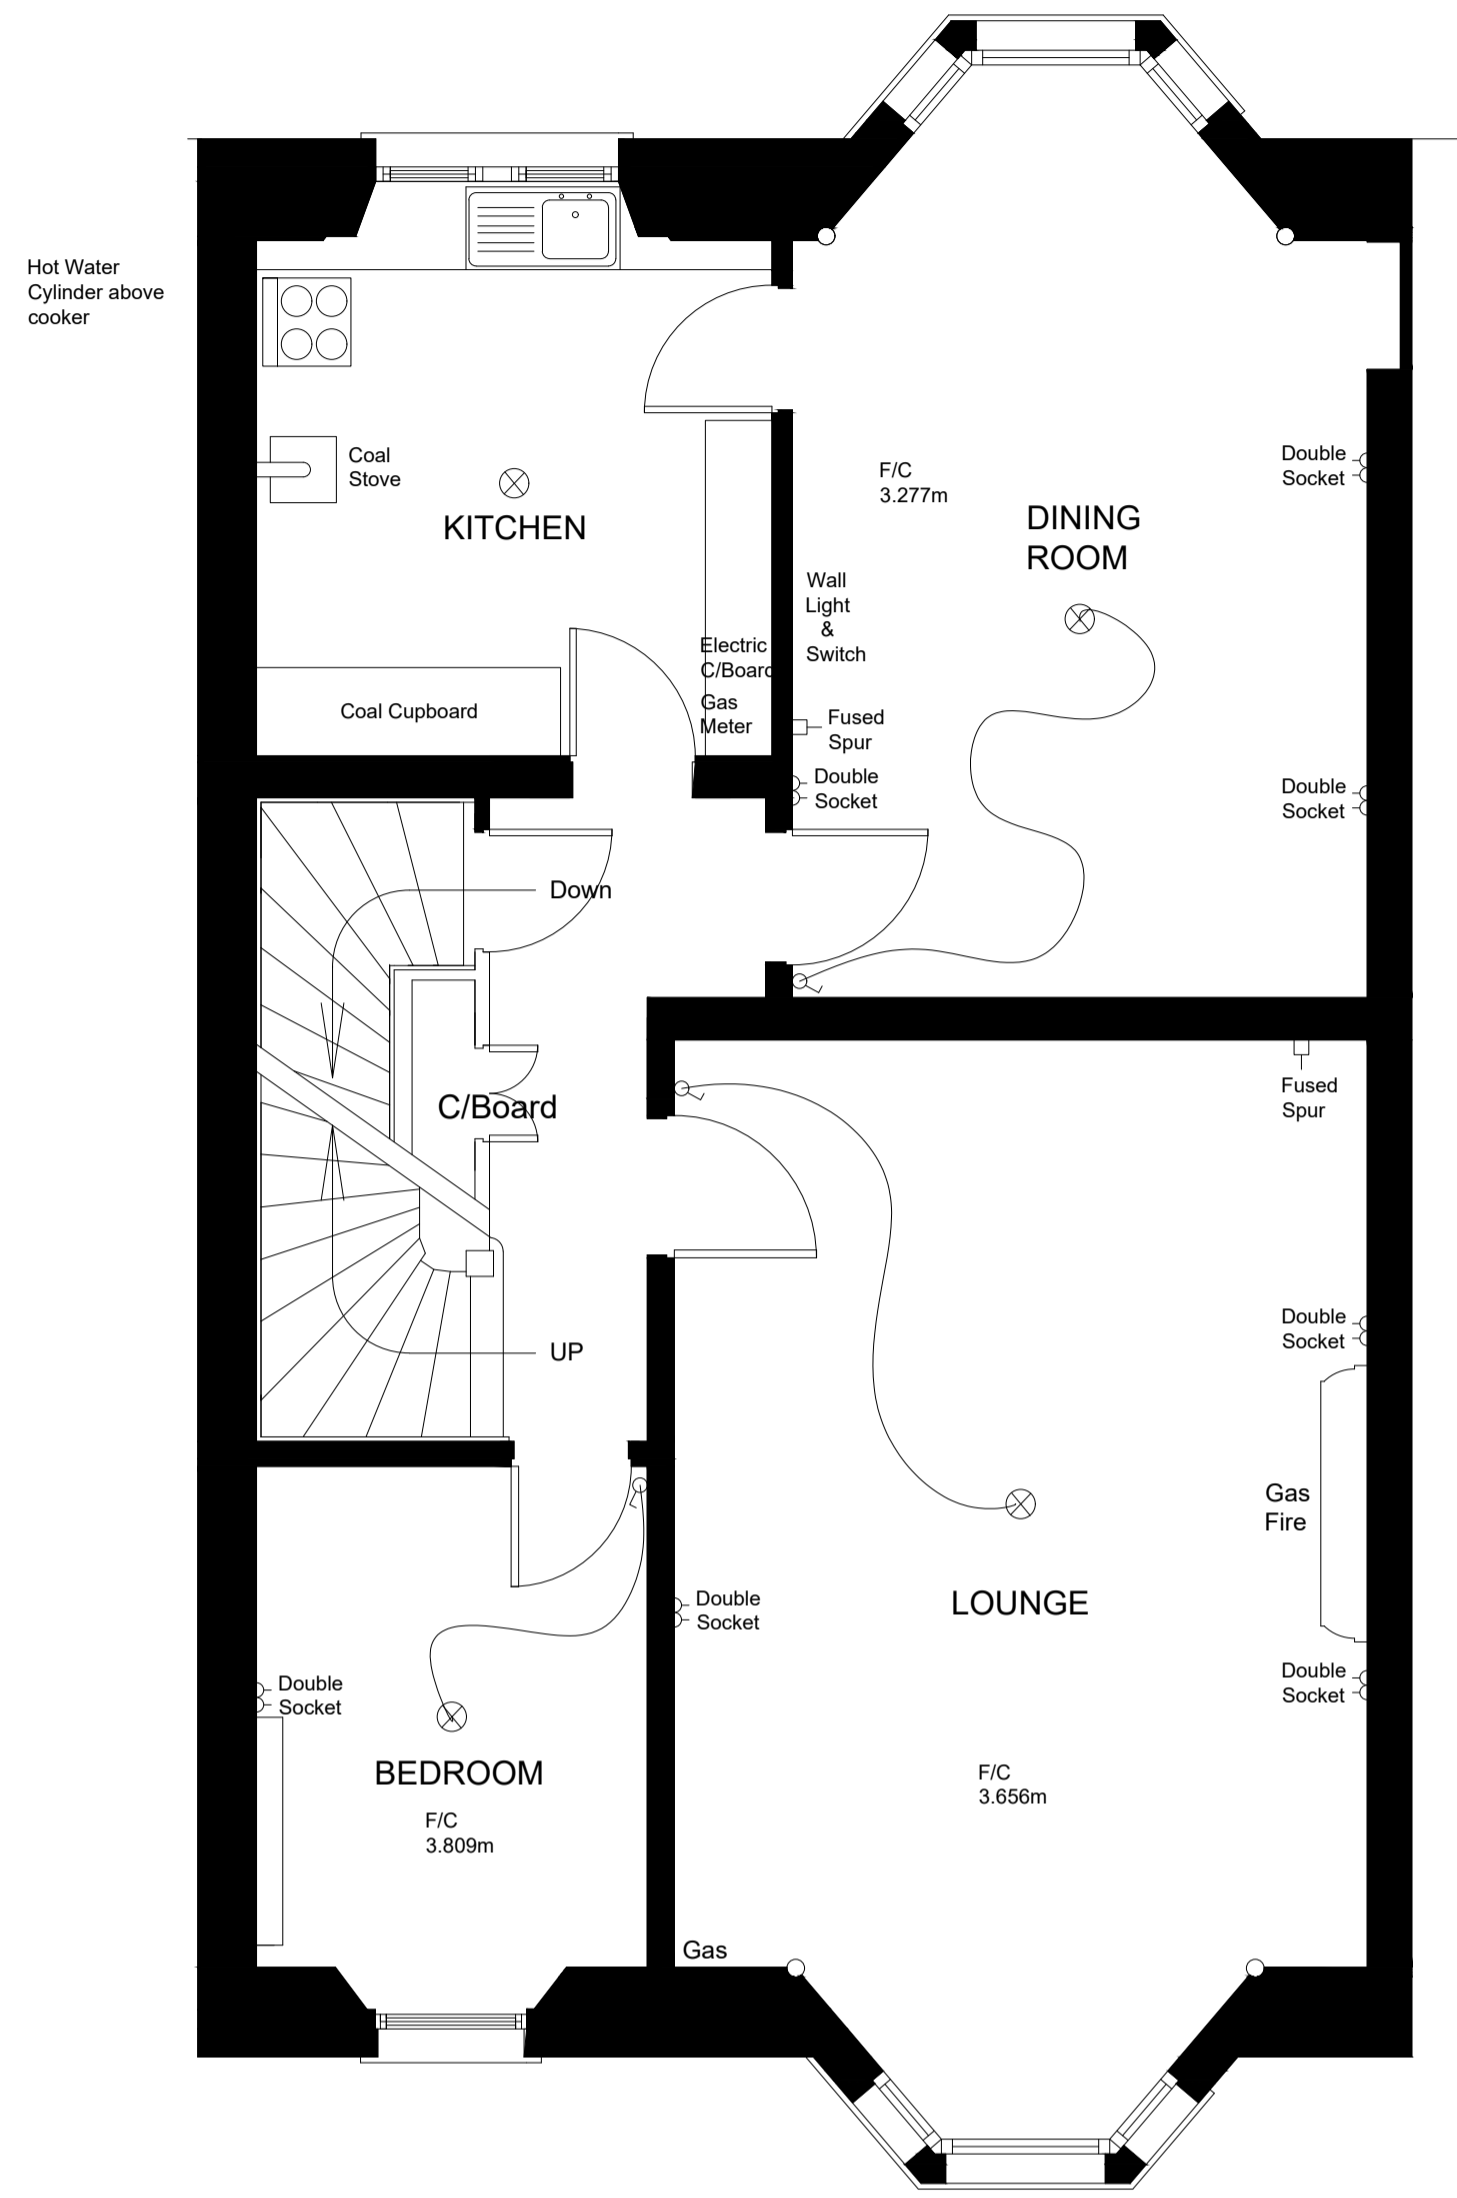 Hot Water
Cylinder above
cooker
Coal
Stove
KITCHEN
F/C
3.277m
Double
Socket
DINING
ROOM
Wall
Light
&
Switch
Electric
C/Board
Gas
Meter
Coal Cupboard
Fused
Spur
Double
Socket
Double
Socket
Down
C/Board
Fused
Spur
UP
Double
Socket
Gas
Fire
LOUNGE
Double
Socket
Double
Socket
Double
Socket
BEDROOM
F/C
3.809m
F/C
3.656m
Gas